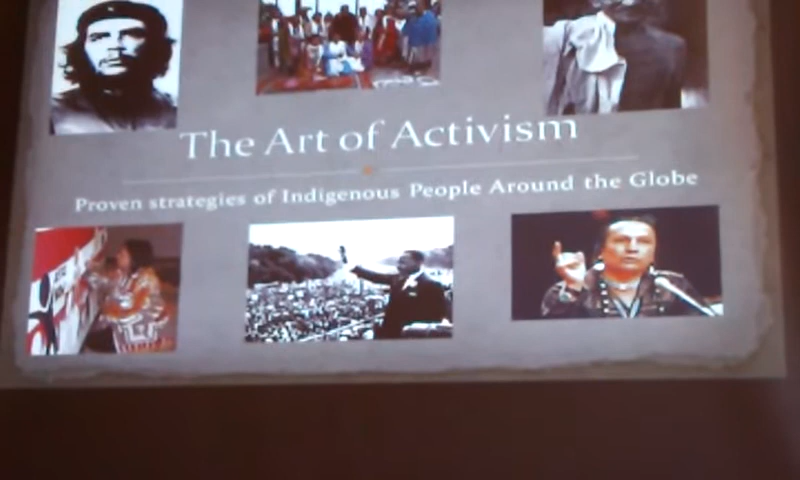 The Art of Activism
Proven strategies of Indigenous People Around the Globe